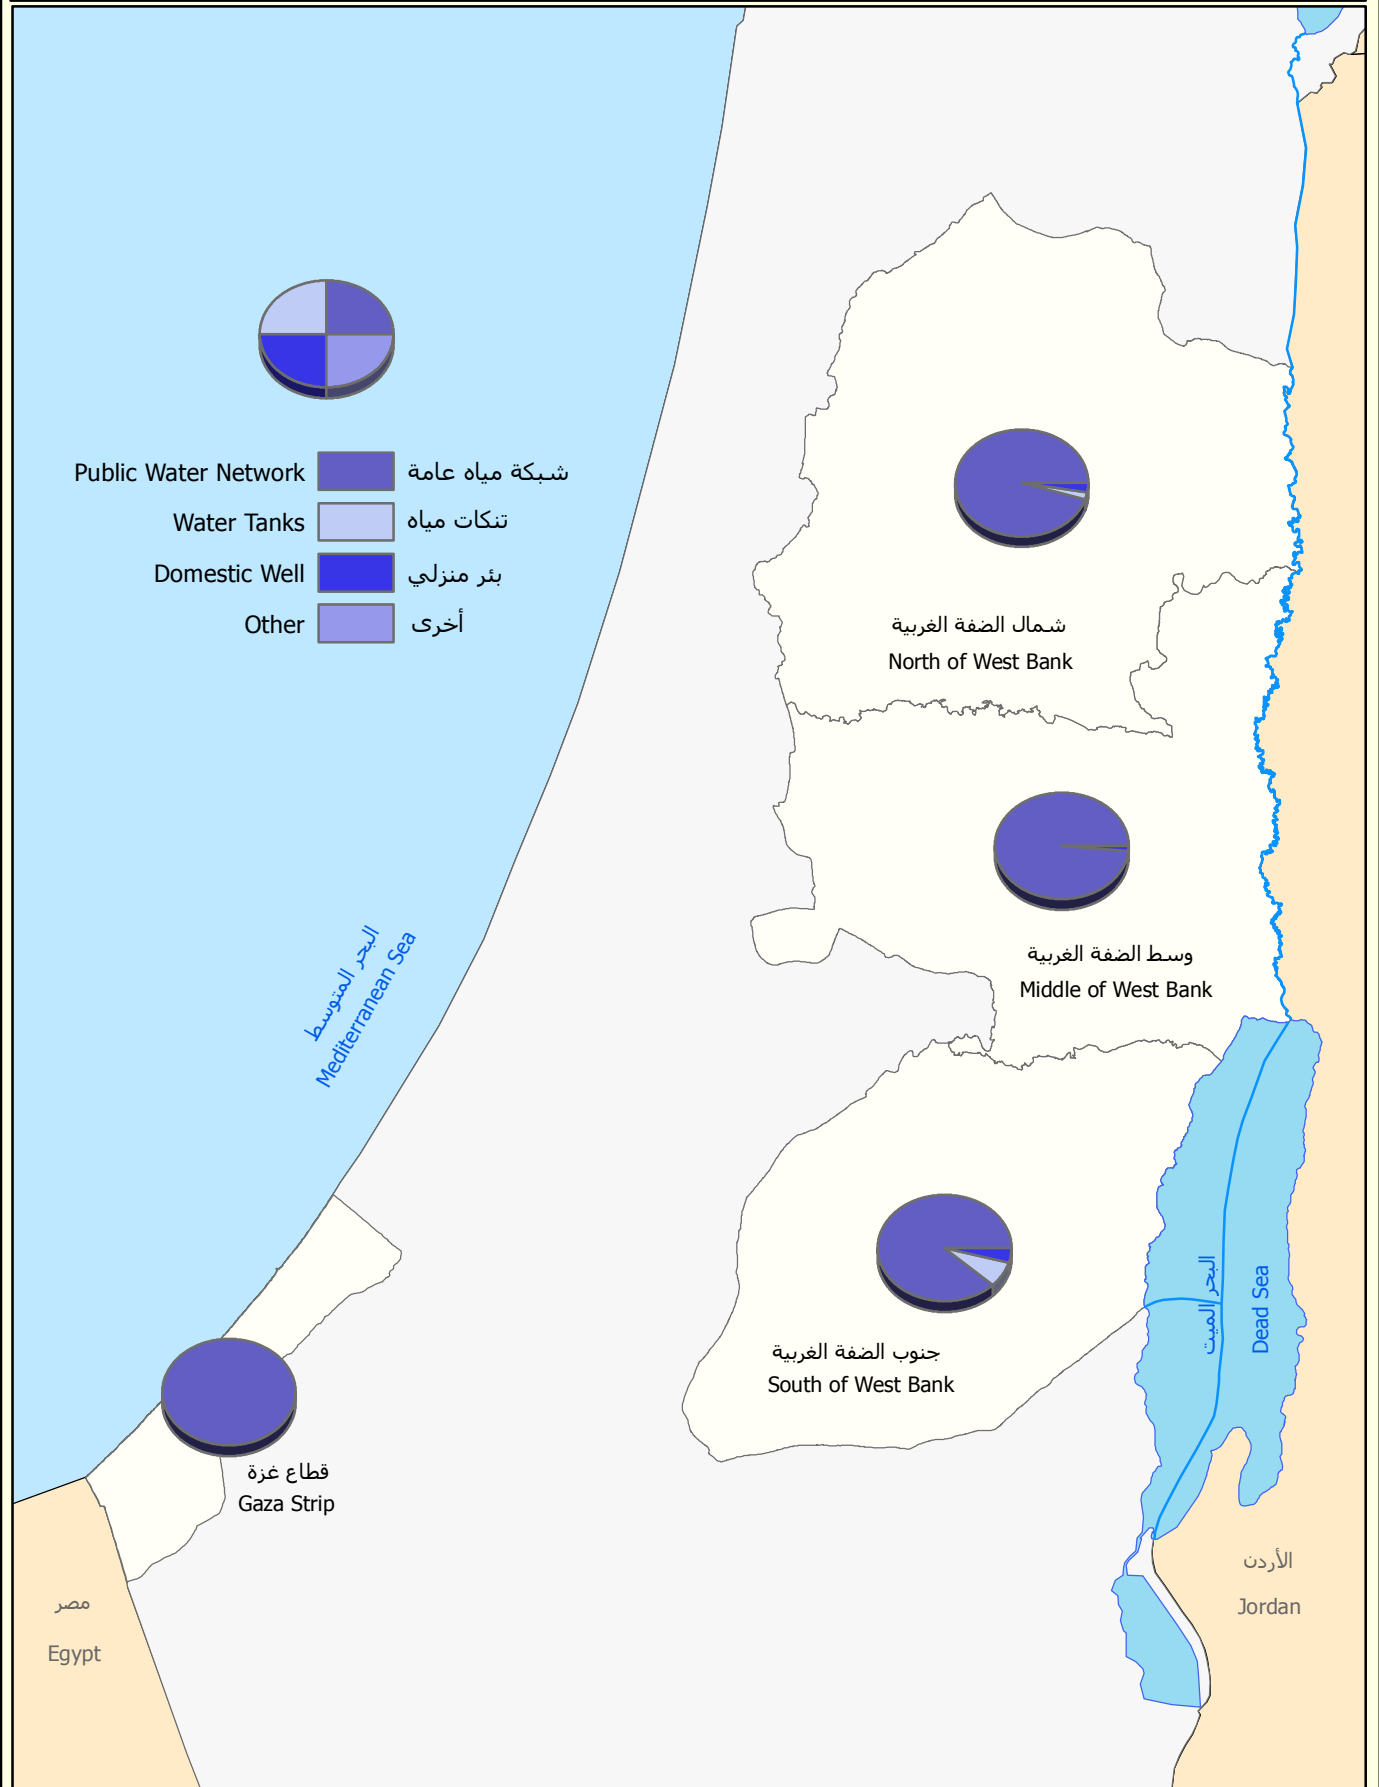 Public Water Network شبكة مياه عامة
Water Tanks تنكات مياه
Domestic Well بئر منزلي
Other أخرى
شمال الضفة الغربية
North of West Bank
وسط الضفة الغربية
Middle of West Bank
البحر المتوسط
Mediterranean Sea
البحر الميت
Dead Sea
جنوب الضفة الغربية
South of West Bank
قطاع غزة
Gaza Strip
الأردن
Jordan
مصر
Egypt